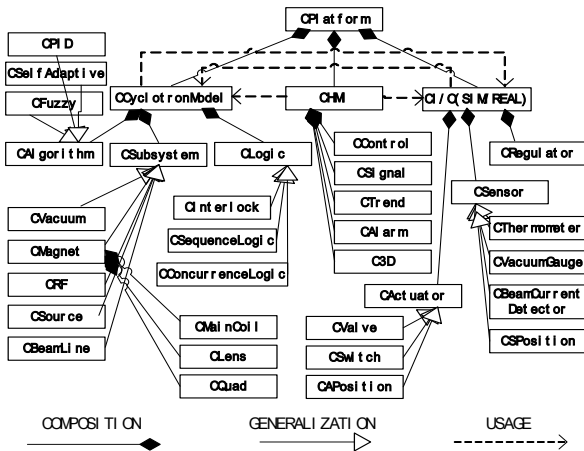 CPlatform
CPID
CSelfAdaptive
CFuzzy
CCyclotronModel
CHMI
CI/O(SIM/REAL)
CAlgorithm
CSubsystem
CLogic
CControl
CRegulator
CSignal
CSensor
CVacuum
CInterlock
CTrend
CThermometer
CMagnet
CSequenceLogic
CAlarm
CVacuumGauge
CRF
CConcurrenceLogic
C3D
CBeamCurrent
Detector
CSource
CActuator
CSPosition
CBeamLine
CMainCoil
CValve
CLens
CSwitch
CQuad
CAPosition
COMPOSITION
GENERALIZATION
USAGE